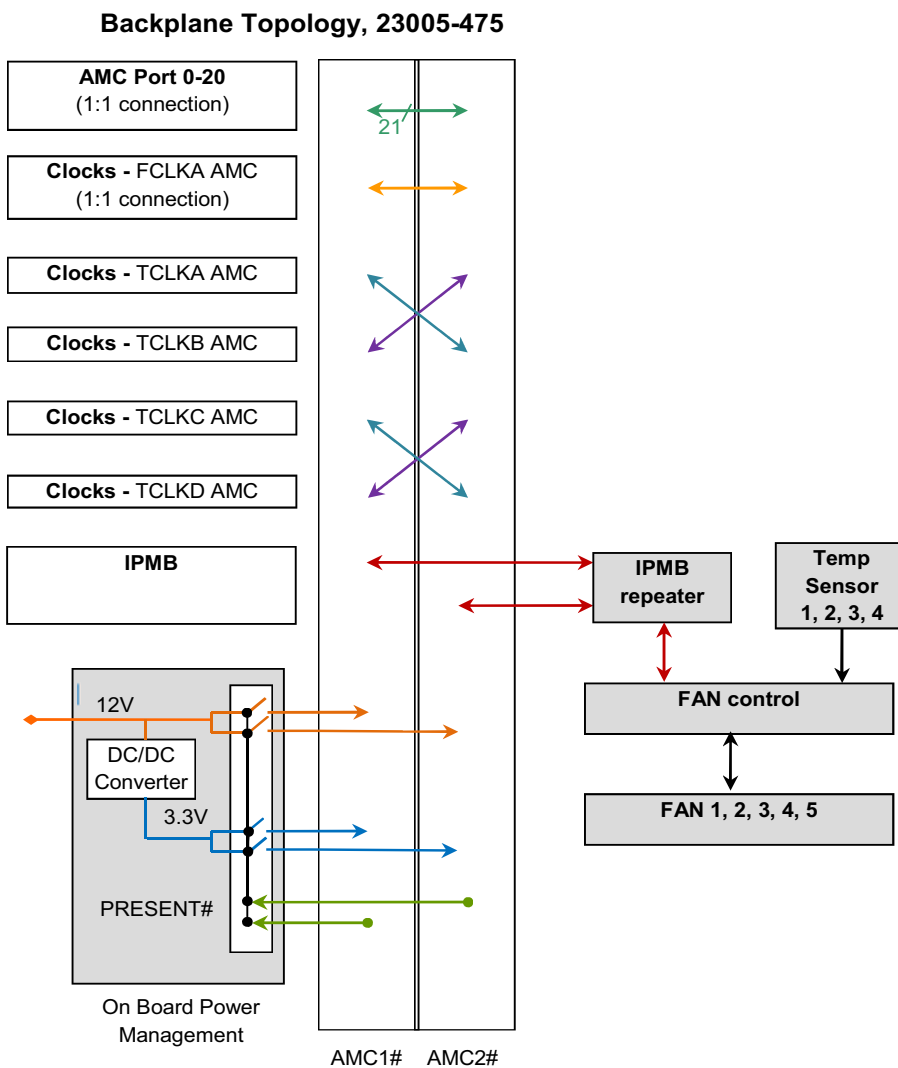 Backplane Topology, 23005-475
AMC Port 0-20
(1:1 connection)
21
Clocks - FCLKA AMC
(1:1 connection)
Clocks - TCLKA AMC
Clocks - TCLKB AMC
Clocks - TCLKC AMC
Clocks - TCLKD AMC
IPMB
IPMB
repeater
Temp
Sensor
1, 2, 3, 4
FAN control
FAN 1, 2, 3, 4, 5
12V
DC/DC
Converter
3.3V
PRESENT#
On Board Power
Management
AMC1#
AMC2#